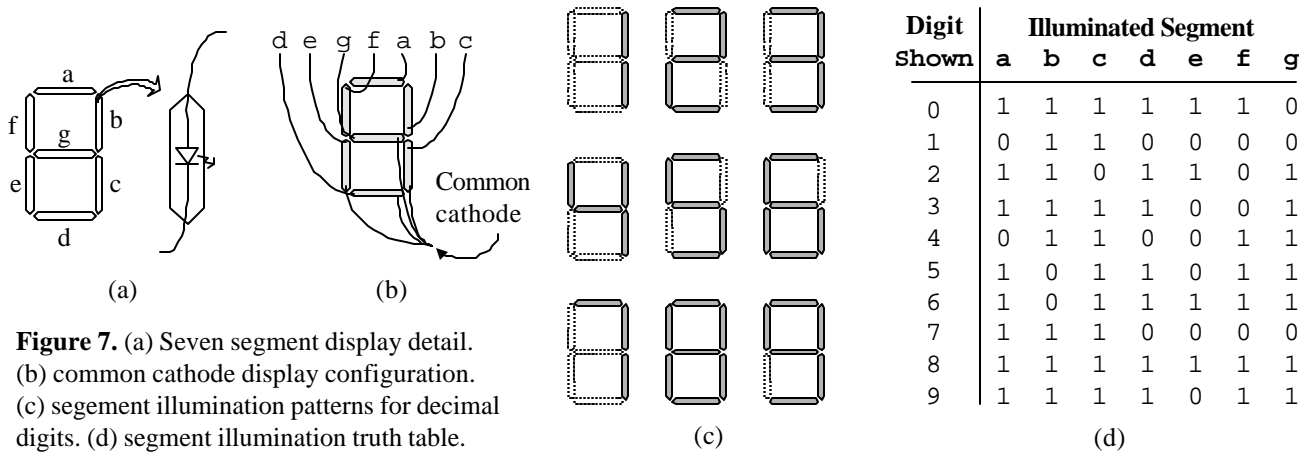 a
f
b
g
e
c
d
(a)
d e g f a b c
Common
cathode
(b)
Figure 7. (a) Seven segment display detail.
(b) common cathode display configuration.
(c) segement illumination patterns for decimal
digits. (d) segment illumination truth table.
(c)
Digit Illuminated Segment
Shown a b c d e f g
0 1 1 1 1 1 1 0
1 0 1 1 0 0 0 0
2 1 1 0 1 1 0 1
3 1 1 1 1 0 0 1
4 0 1 1 0 0 1 1
5 1 0 1 1 0 1 1
6 1 0 1 1 1 1 1
7 1 1 1 0 0 0 0
8 1 1 1 1 1 1 1
9 1 1 1 1 0 1 1
(d)